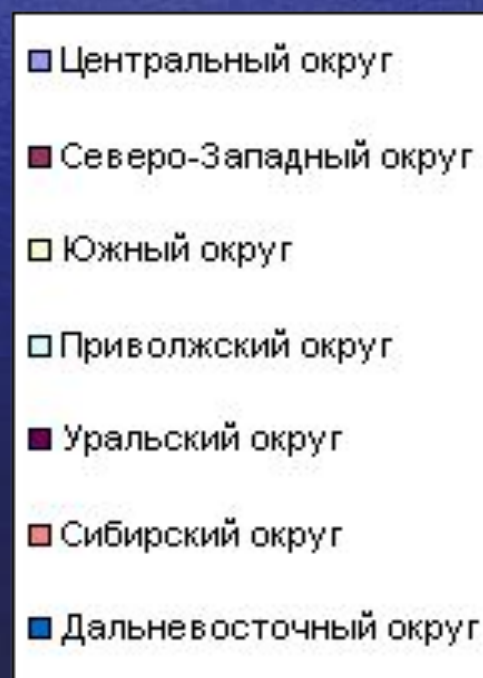 Центральный округ
Северо-Западный округ
Южный округ
Приволжский округ
Уральский округ
Сибирский округ
Дальневосточный округ